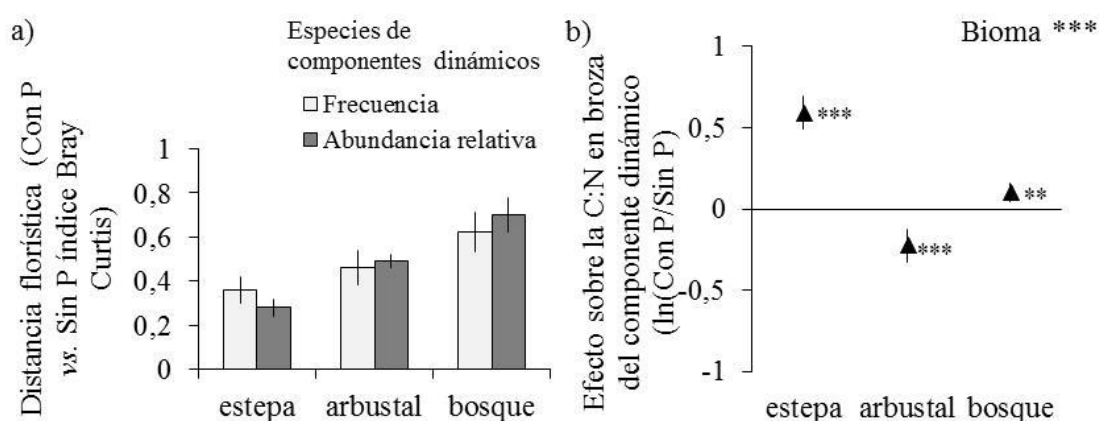 a)
Especies de
componentes dinámicos
Frecuencia
Abundancia relativa
Distancia florística (Con P
vs. Sin P índice Bray
Curtis)
1
0,8
0,6
0,4
0,2
0
estepa arbustal bosque
b)
Bioma ***
Efecto sobre la C:N en broza
del componente dinámico
(ln(Con P/Sin P)
1
0,5
0
-0,5
-1
***
***
**
estepa arbustal bosque